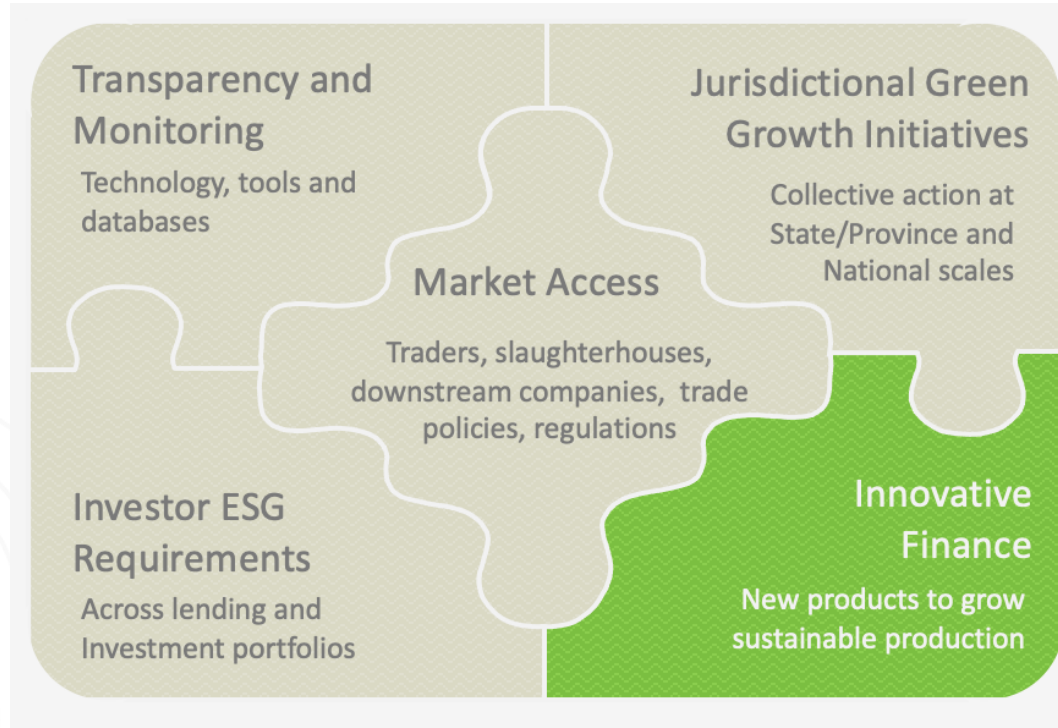 Transparency and
Monitoring
Technology, tools and
databases
Jurisdictional Green
Growth Initiatives
Collective action at
State/Province and
National scales
Market Access
Traders, slaughterhouses,
downstream companies, trade
policies, regulations
Investor ESG
Requirements
Across lending and
Investment portfolios
Innovative
Finance
New products to grow
sustainable production